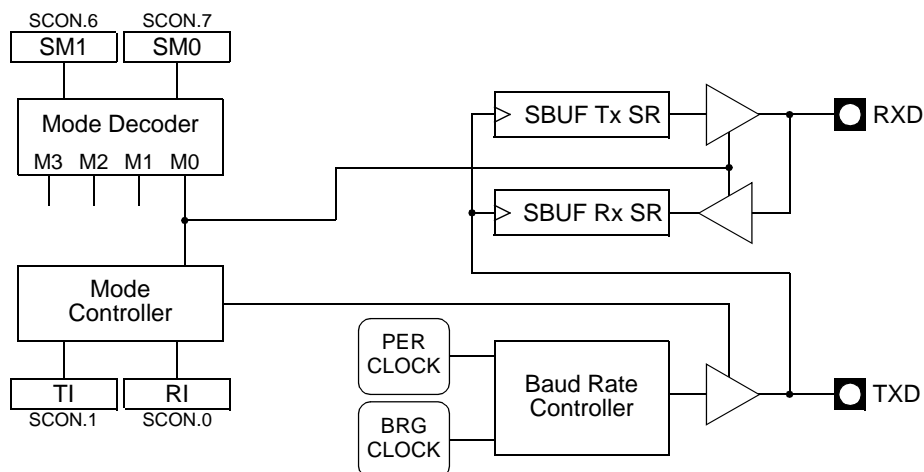 SCON.6 SCON.7
SM1 SM0
Mode Decoder
M3 M2 M1 M0
SBUF Tx SR
RXD
SBUF Rx SR
Mode
Controller
TI RI
SCON.1 SCON.0
PER
CLOCK
BRG
CLOCK
Baud Rate
Controller
TXD